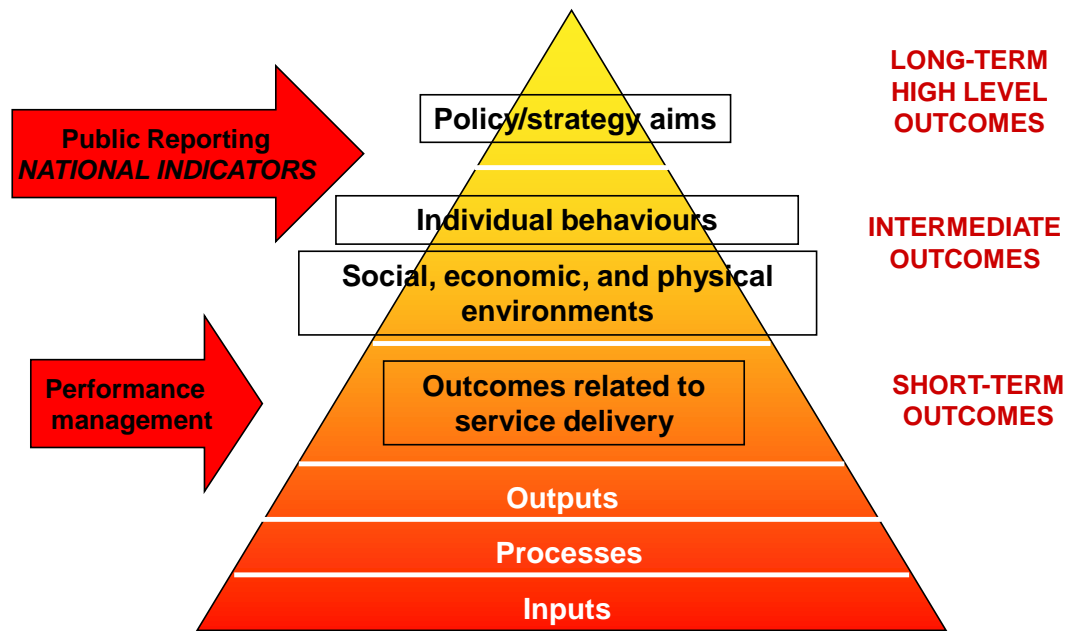 LONG-TERM
HIGH LEVEL
OUTCOMES
Policy/strategy aims
Public Reporting
NATIONAL INDICATORS
Individual behaviours
INTERMEDIATE
OUTCOMES
Social, economic, and physical
environments
Performance
management
Outcomes related to
service delivery
SHORT-TERM
OUTCOMES
Outputs
Processes
Inputs